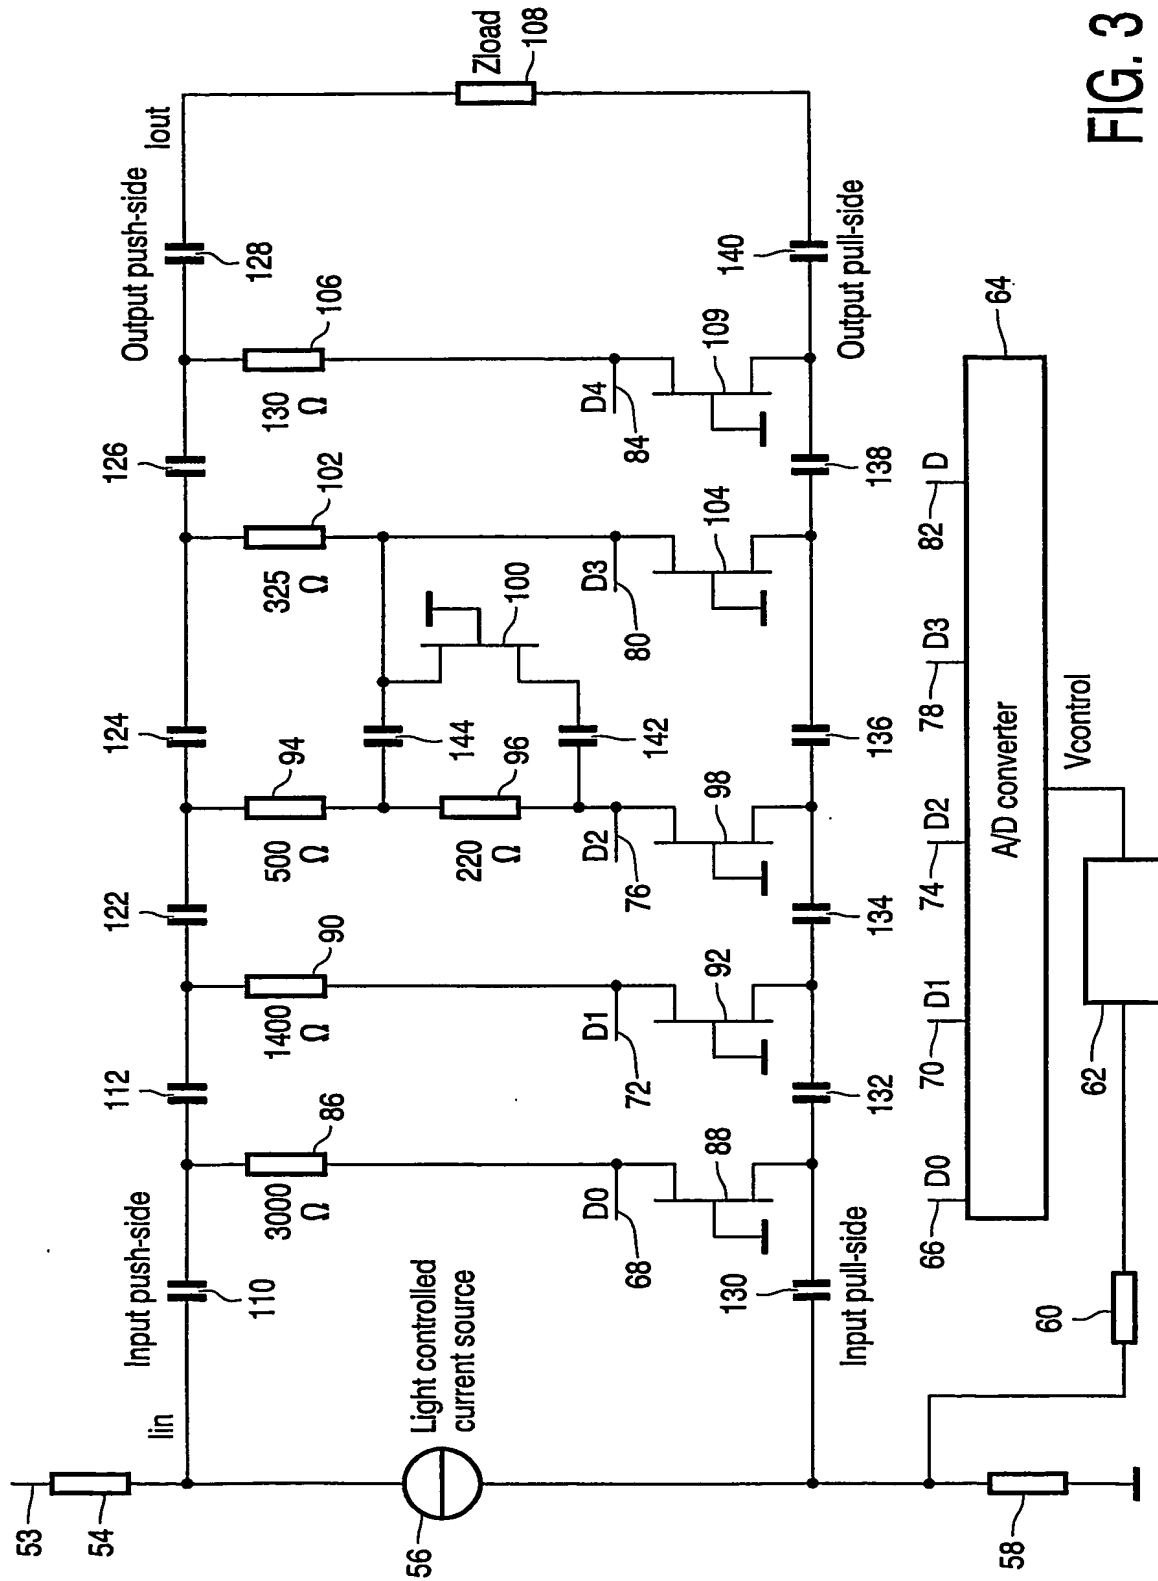 53
54
Iin
Input push-side
110
3000
Ω
86
112
1400
Ω
90
122
500
Ω
94
124
325
Ω
102
126
130
Ω
106
Output push-side
128
Iout
Zload
108
Light controlled
current source
56
144
100
220
Ω
96
142
D0
68
88
D1
72
92
D2
76
98
D3
80
104
D4
84
109
Input pull-side
130
132
134
136
138
140
Output pull-side
66
D0
70
D1
74
D2
78
D3
82
D
64
A/D converter
Vcontrol
62
60
58
FIG. 3